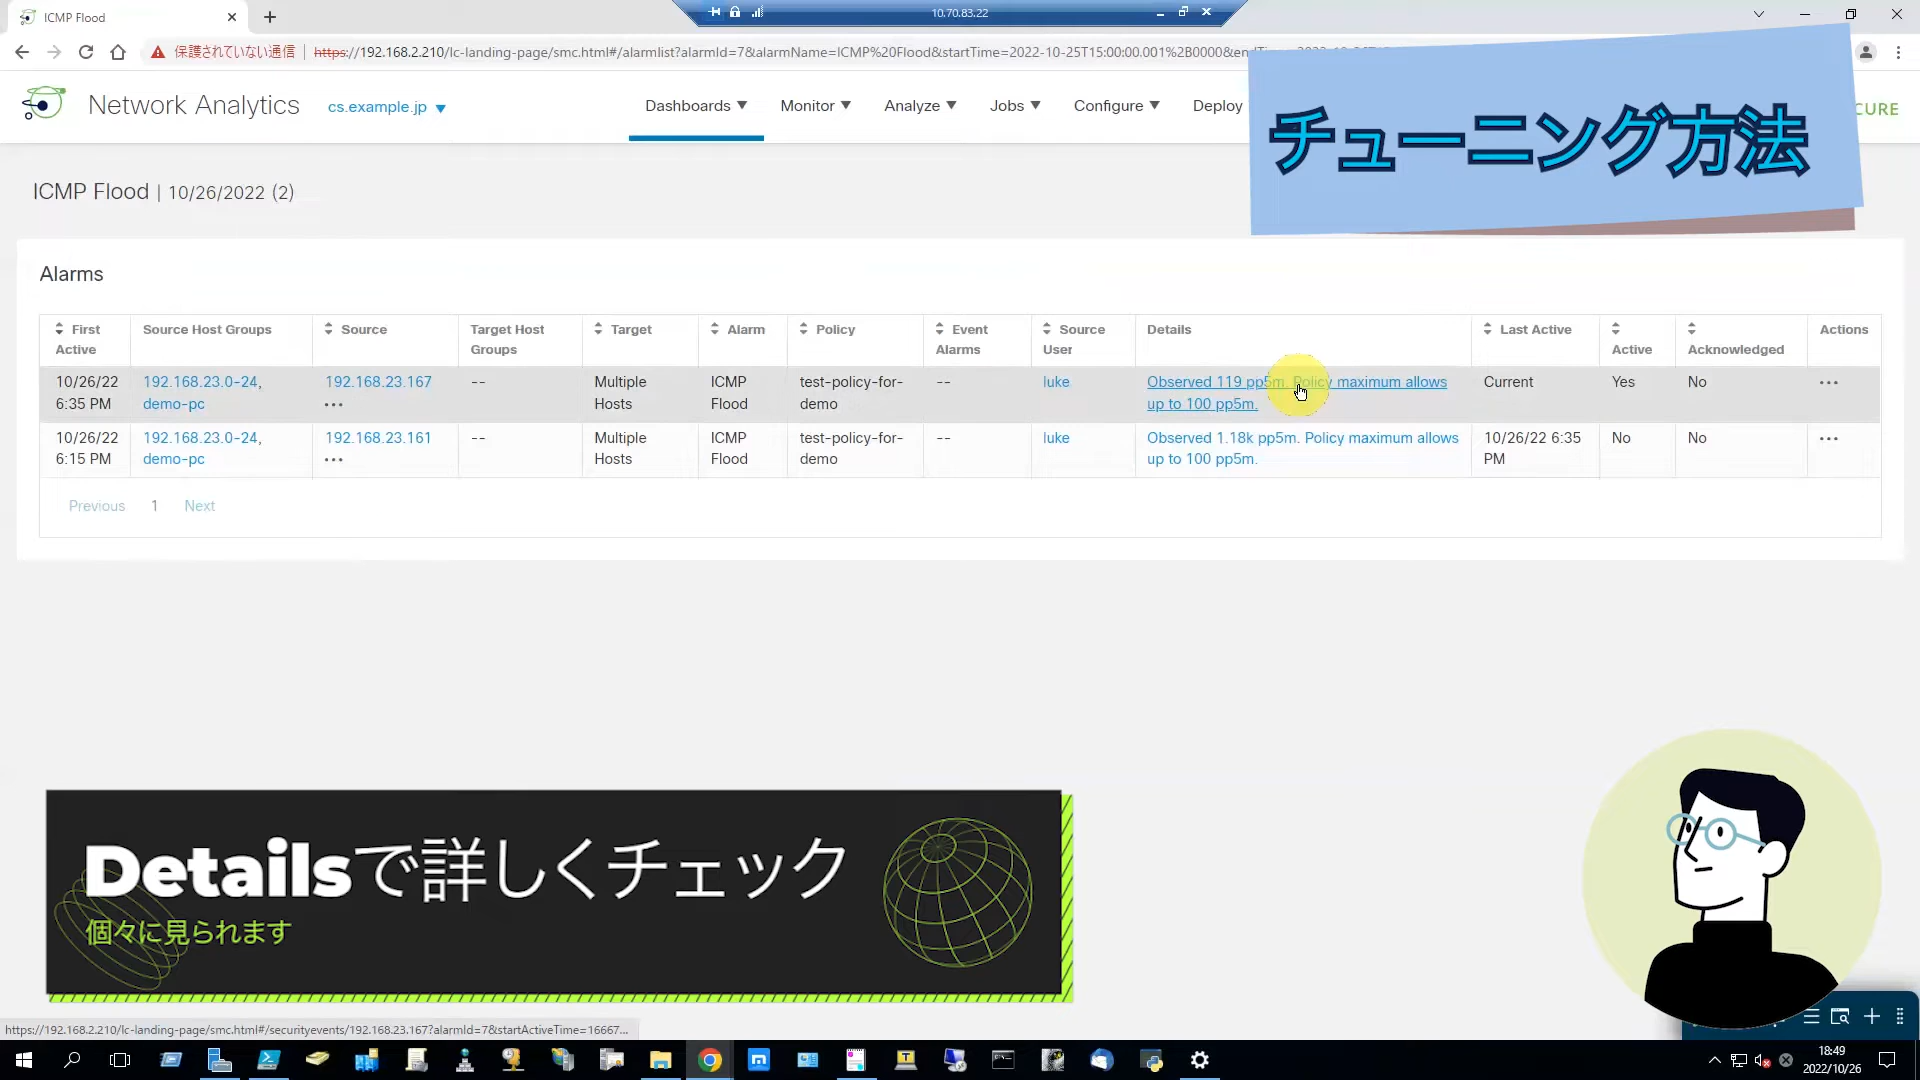 ICMP Flood
10.70.83.22
保護されていない通信
https://192.168.2.210/lc-landing-page/smc.html#/alarmlist?alarmId=7&alarmName=ICMP%20Flood&startTime=2022-10-25T15:00:00.001%2B0000&en
Network Analytics
cs.example.jp
Dashboards
Monitor
Analyze
Jobs
Configure
Deploy
CURE
チューニング方法
ICMP Flood | 10/26/2022 (2)
Alarms
First Active
Source Host Groups
Source
Target Host Groups
Target
Alarm
Policy
Event Alarms
Source User
Details
Last Active
Active
Acknowledged
Actions
10/26/22 6:35 PM
192.168.23.0-24, demo-pc
192.168.23.167
--
Multiple Hosts
ICMP Flood
test-policy-for-demo
--
luke
Observed 119 pp5m. Policy maximum allows up to 100 pp5m.
Current
Yes
No
10/26/22 6:15 PM
192.168.23.0-24, demo-pc
192.168.23.161
--
Multiple Hosts
ICMP Flood
test-policy-for-demo
--
luke
Observed 1.18k pp5m. Policy maximum allows up to 100 pp5m.
10/26/22 6:35 PM
No
No
Previous 1 Next
Detailsで詳しくチェック
個々に見られます
https://192.168.2.210/lc-landing-page/smc.html#/securityevents/192.168.23.167?alarmId=7&startActiveTime=16667...
18:49
2022/10/26